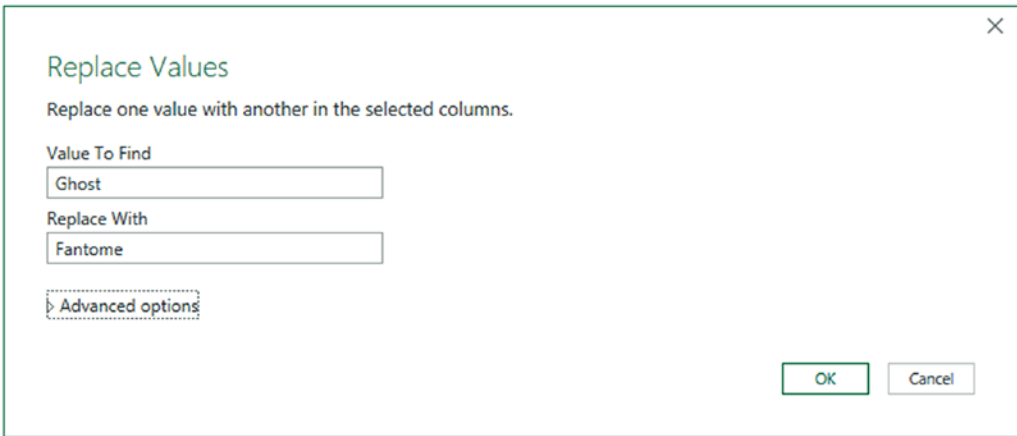 Replace Values
Replace one value with another in the selected columns.
Value To Find
Ghost
Replace With
Fantome
Advanced options
OK
Cancel